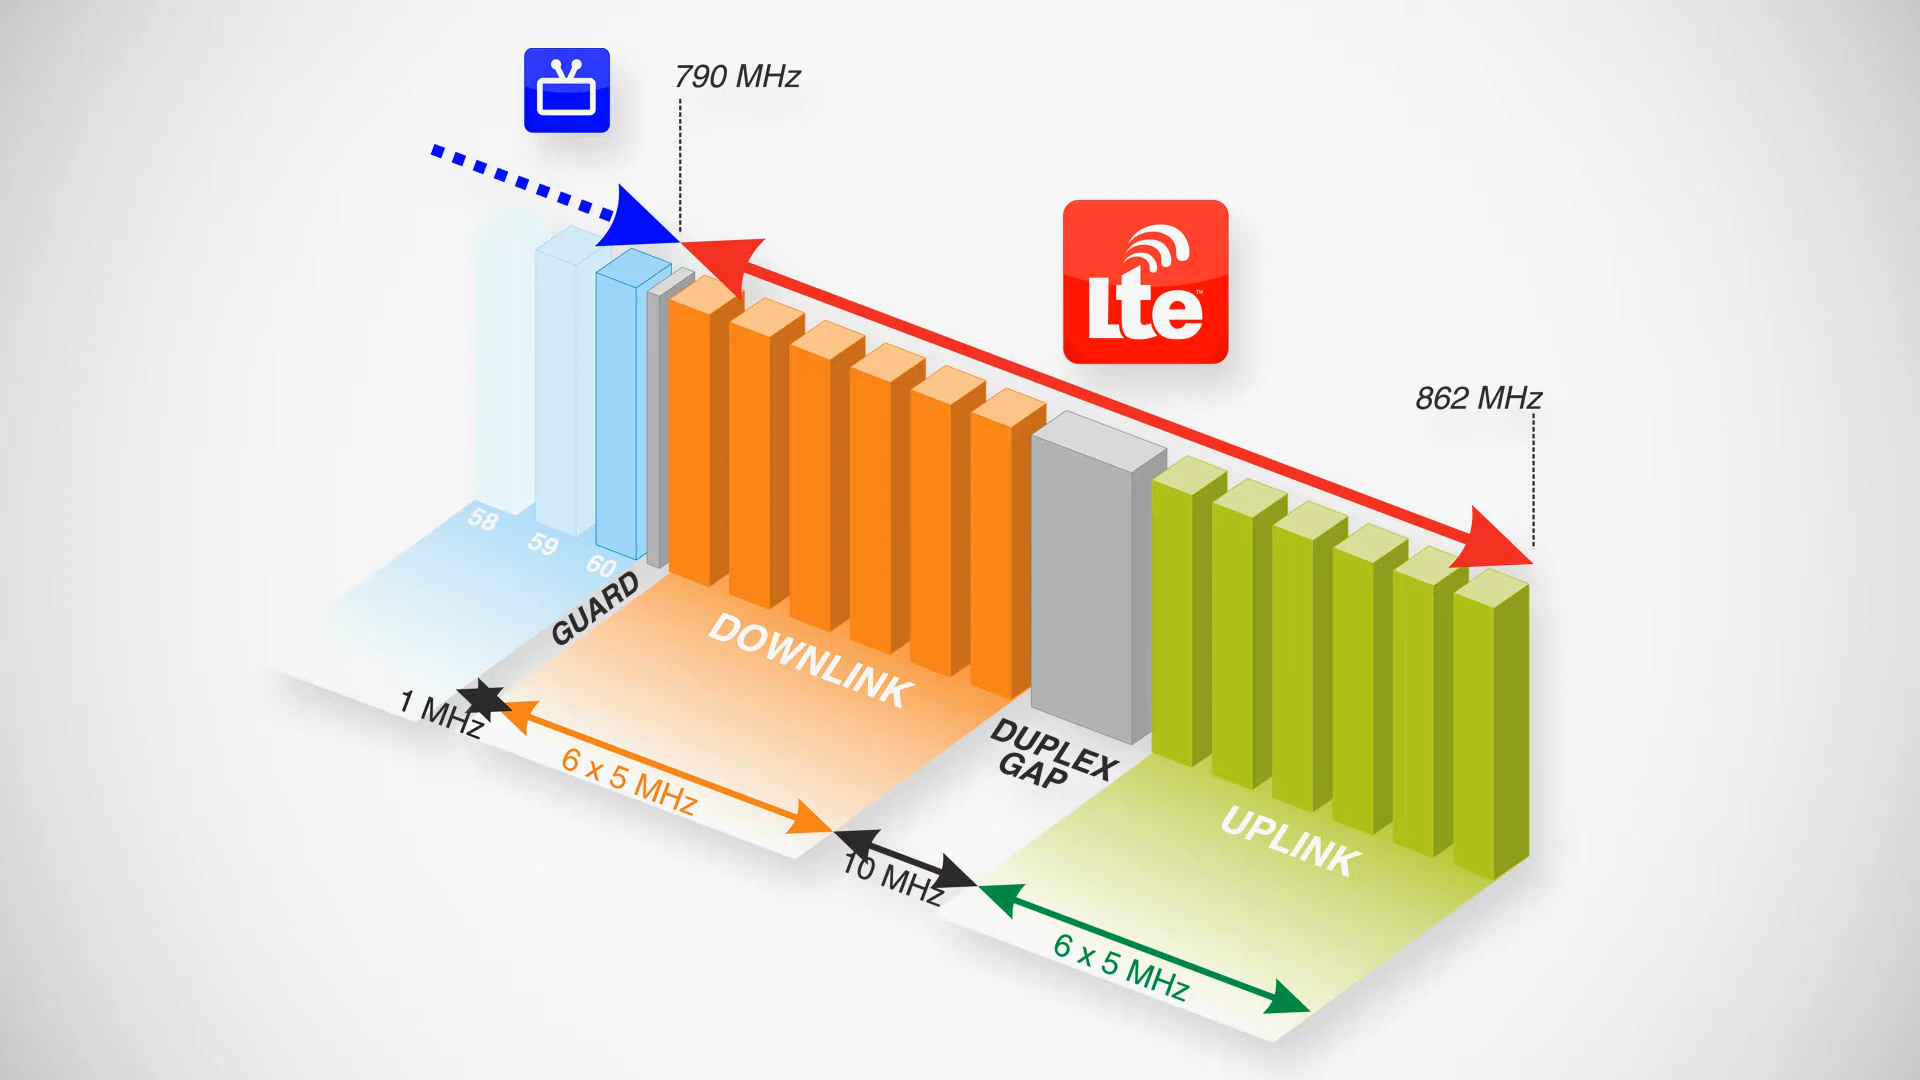 790 MHz
Lte™
862 MHz
58
59
60
GUARD
DOWNLINK
1 MHz
6 x 5 MHz
DUPLEX
GAP
UPLINK
10 MHz
6 x 5 MHz